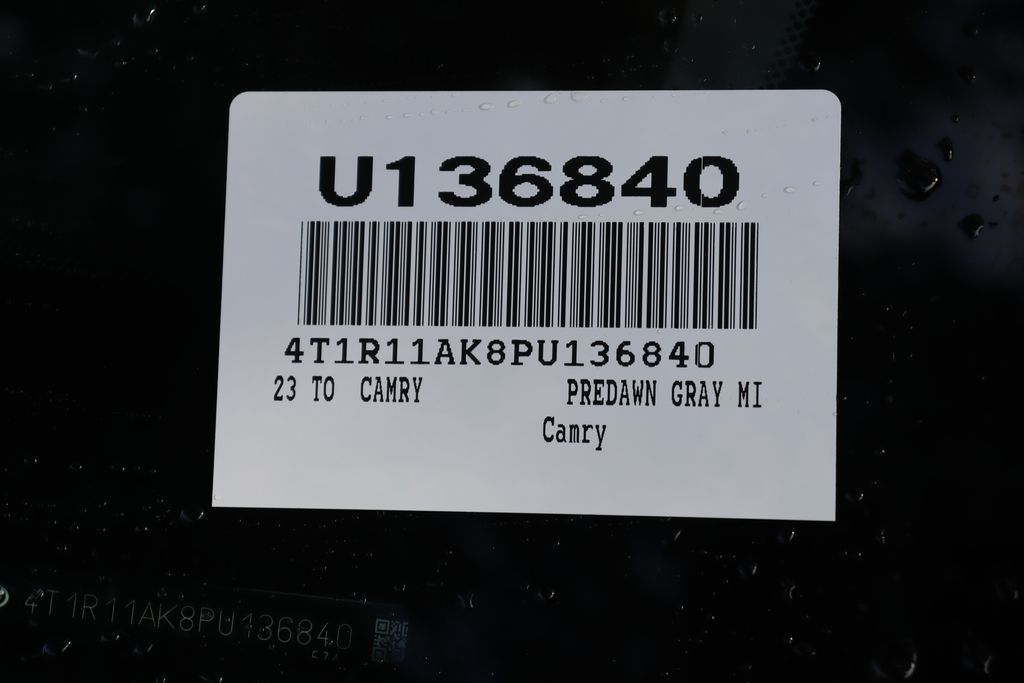 U136840
4T1R11AK8PU136840
23 TO CAMRY PREDAWN GRAY MI
Camry
4T1R11AK8PU136840